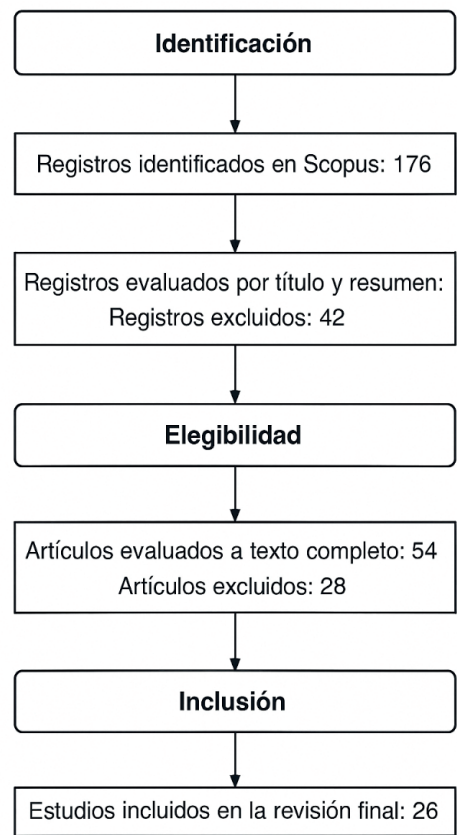 Identificación
Registros identificados en Scopus: 176
Registros evaluados por título y resumen:
Registros excluidos: 42
Elegibilidad
Artículos evaluados a texto completo: 54
Artículos excluidos: 28
Inclusión
Estudios incluidos en la revisión final: 26